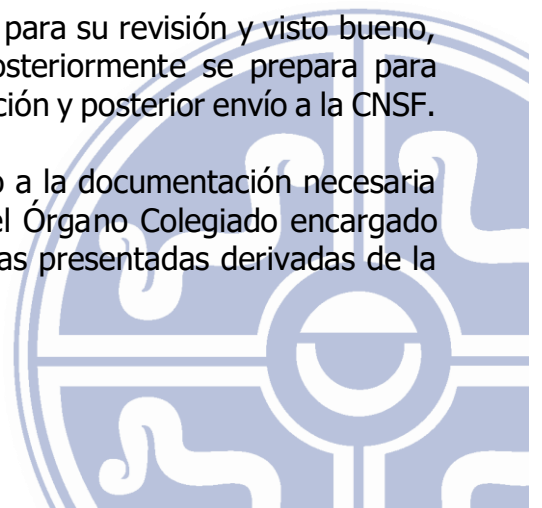 para su revisión y visto bueno,
osteriormente se prepara para
ción y posterior envío a la CNSF.
o a la documentación necesaria
el Órgano Colegiado encargado
as presentadas derivadas de la